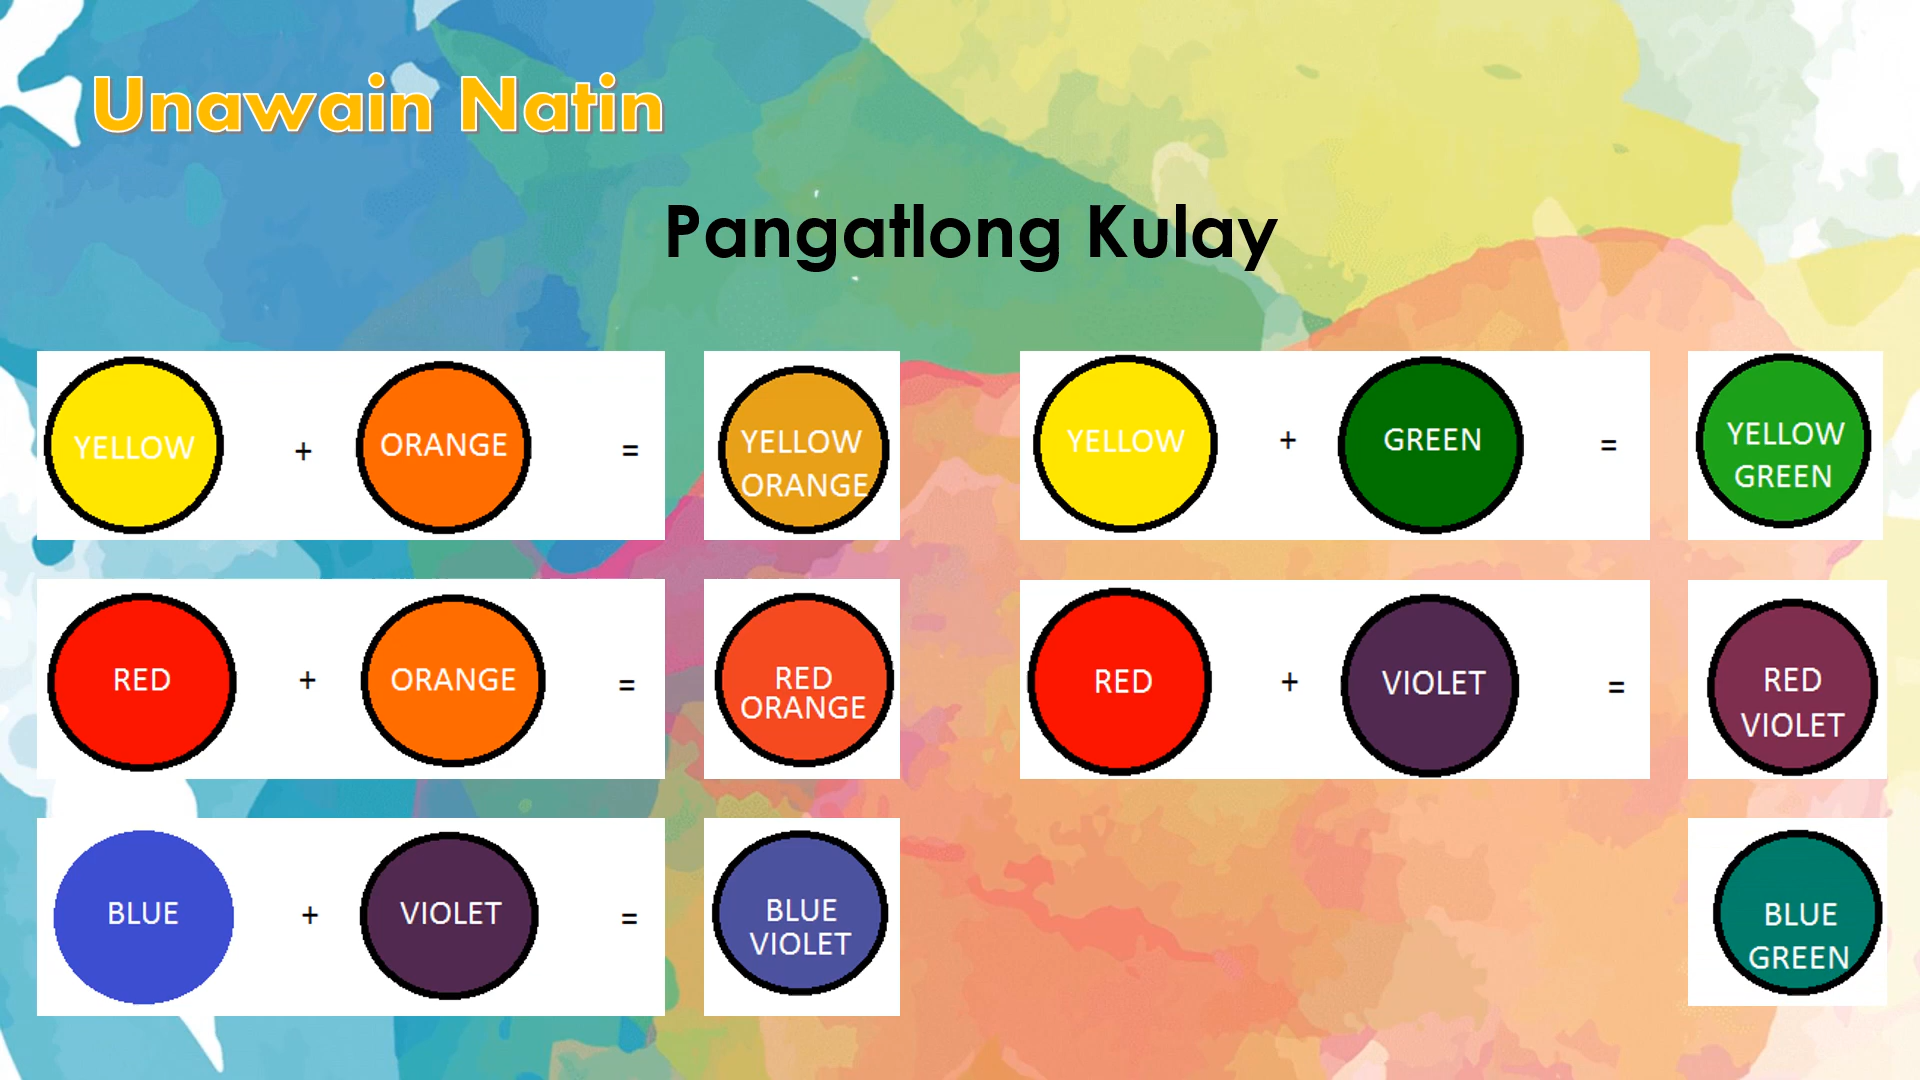 Unawain Natin
Pangatlong Kulay
YELLOW + ORANGE = YELLOW
ORANGE
YELLOW + GREEN = YELLOW
GREEN
RED + ORANGE = RED
ORANGE
RED + VIOLET = RED
VIOLET
BLUE + VIOLET = BLUE
VIOLET
BLUE
GREEN